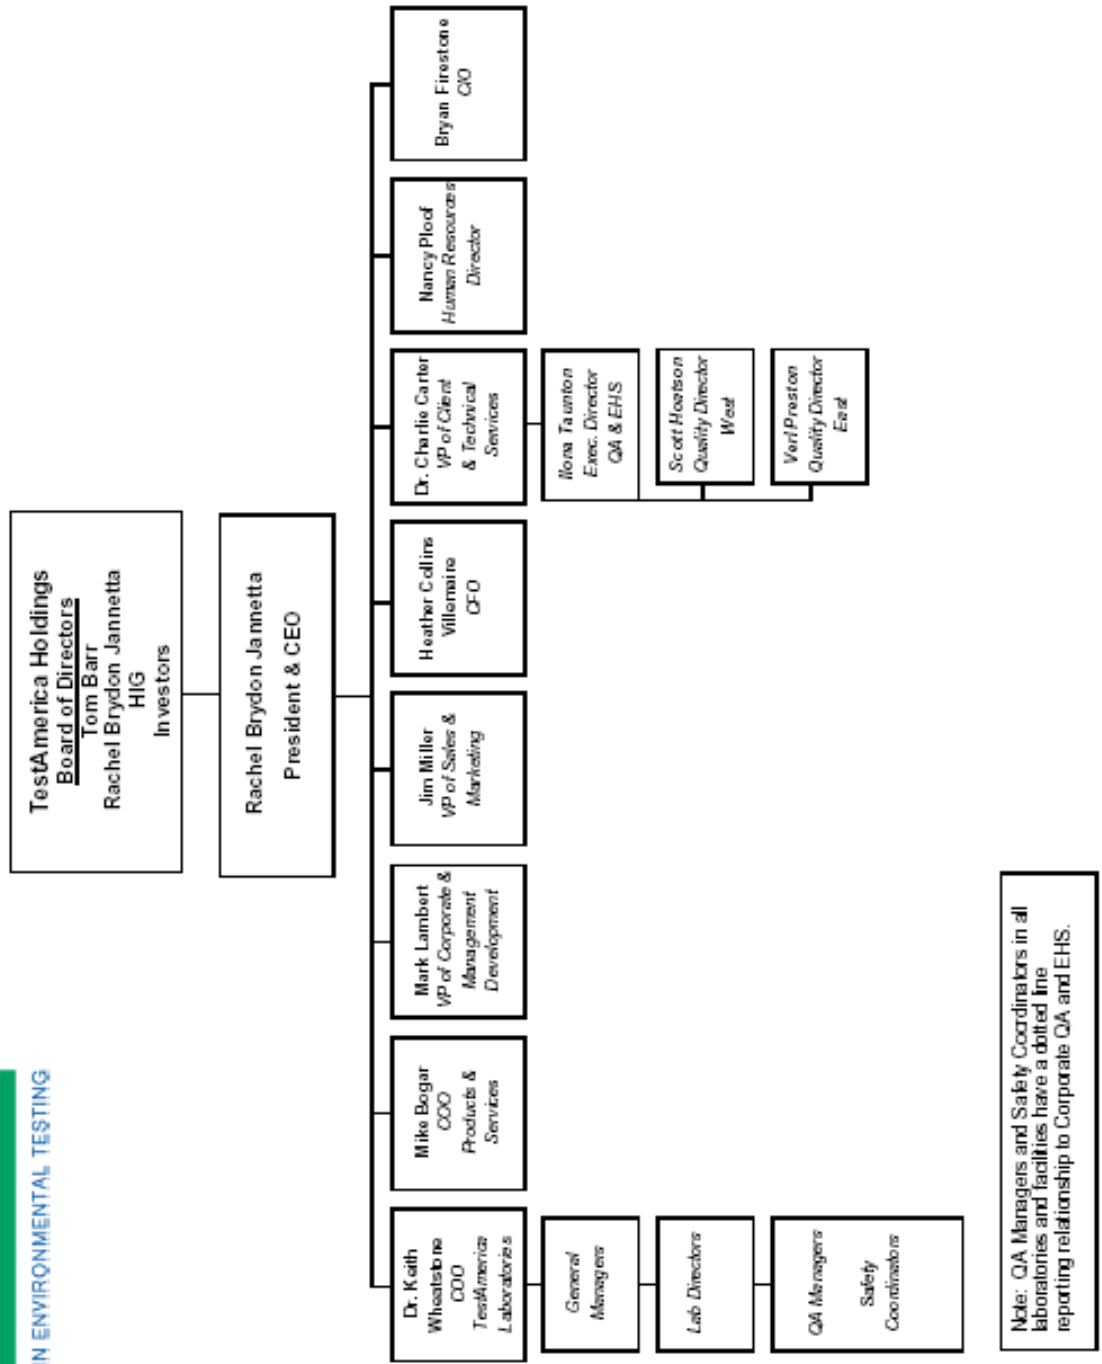 IN ENVIRONMENTAL TESTING
TestAmerica Holdings
Board of Directors
Tom Barr
Rachel Brydon Jannetta
HIG
Investors
Rachel Brydon Jannetta
President & CEO
Dr. Keith
Wheatstone
COO
TestAmerica
Laboratories
Mike Bogar
COO
Products &
Services
Mark Lambert
VP of Corporate &
Management
Development
Jim Miller
VP of Sales &
Marketing
Heather Collins
Villemaire
CFO
Dr. Charlie Carter
VP of Client
& Technical
Services
Nancy Ploof
Human Resources
Director
Bryan Firestone
CIO
General
Managers
Lab Directors
QA Managers
Safety
Coordinators
Ilona Taunton
Exec. Director
QA & EHS
Scott Hoatson
Quality Director
West
Verl Preston
Quality Director
East
Note: QA Managers and Safety Coordinators in all
laboratories and facilities have a dotted line
reporting relationship to Corporate QA and EHS.